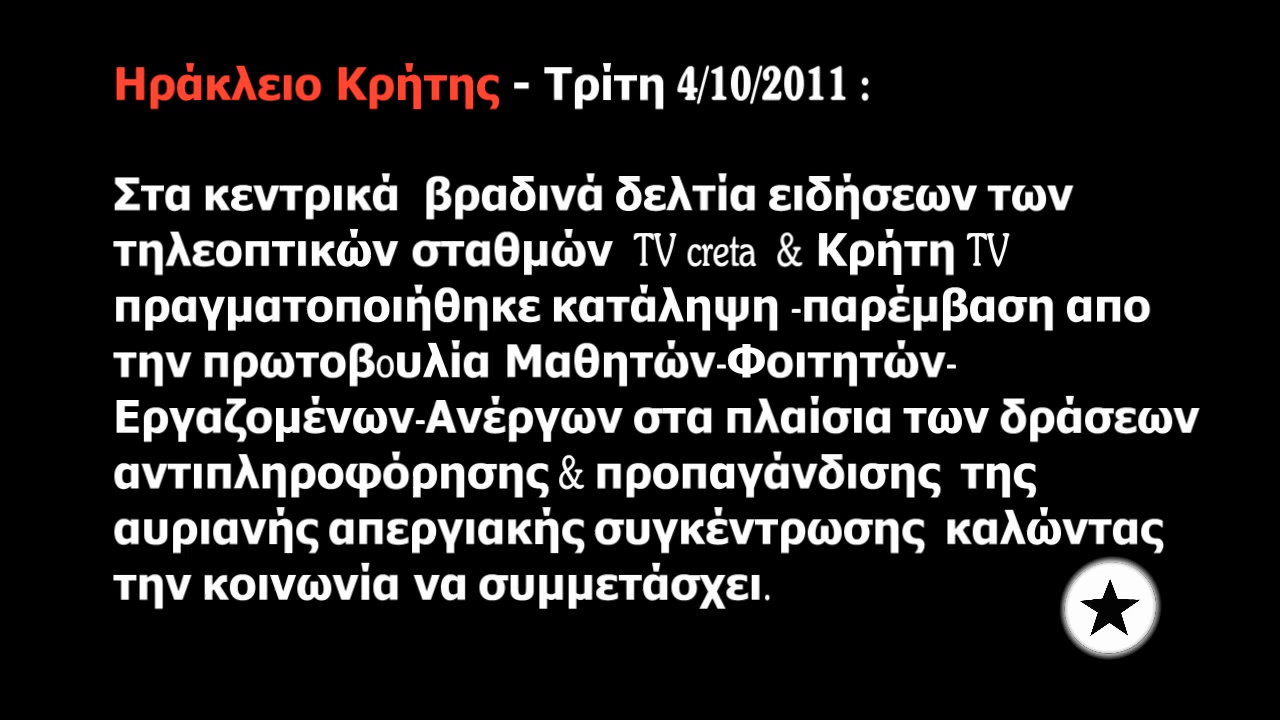 Ηράκλειο Κρήτης - Τρίτη 4/10/2011 :
Στα κεντρικά βραδινά δελτία ειδήσεων των
τηλεοπτικών σταθμών TV creta & Κρήτη TV
πραγματοποιήθηκε κατάληψη -παρέμβαση απο
την πρωτοβoυλία Μαθητών-Φοιτητών-
Εργαζομένων-Ανέργων στα πλαίσια των δράσεων
αντιπληροφόρησης & προπαγάνδισης της
αυριανής απεργιακής συγκέντρωσης καλώντας
την κοινωνία να συμμετάσχει.